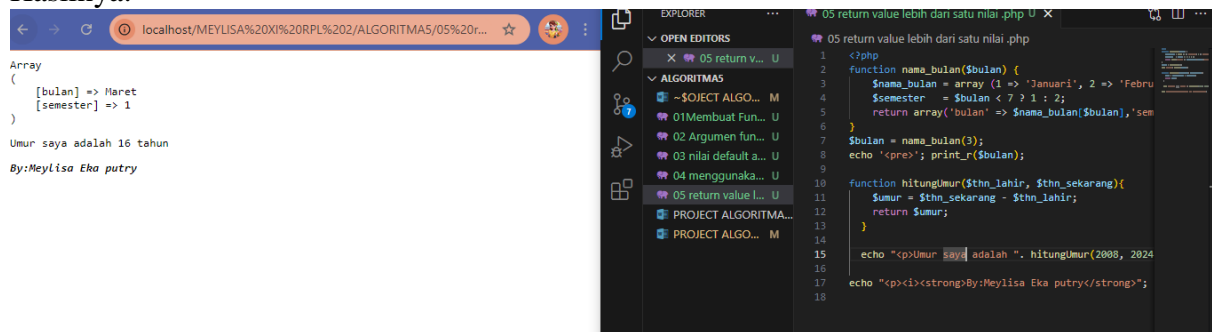 localhost/MEYLISA%20XI%20RPL%202/ALGORITMA5/05%20r...
Array
(
[bulan] => Maret
[semester] => 1
)
Umur saya adalah 16 tahun
By:Meylisa Eka putry
EXPLORER ...
OPEN EDITORS
05 return v... U
ALGORITMA5
~$OJECT ALGO... M
01Membuat Fun... U
02 Argumen fun... U
03 nilai default a... U
04 menggunaka... U
05 return value l... U
PROJECT ALGORITMA...
PROJECT ALGO... M
7
05 return value lebih dari satu nilai .php U
05 return value lebih dari satu nilai .php
1 <?php
2 function nama_bulan($bulan) {
3 $nama_bulan = array (1 => 'Januari', 2 => 'Febru
4 $semester = $bulan < 7 ? 1 : 2;
5 return array('bulan' => $nama_bulan[$bulan],'sem
6 }
7 $bulan = nama_bulan(3);
8 echo '<pre>'; print_r($bulan);
9
10 function hitungUmur($thn_lahir, $thn_sekarang){
11 $umur = $thn_sekarang - $thn_lahir;
12 return $umur;
13 }
14
15 echo "<p>Umur saya adalah ". hitungUmur(2008, 2024
16
17 echo "<p><i><strong>By:Meylisa Eka putry</strong>";
18